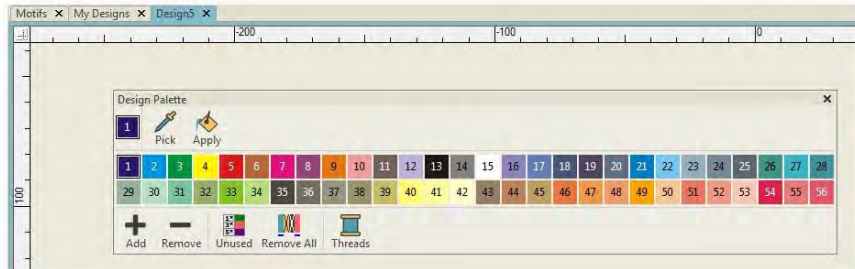 Motifs My Designs Design5
-200 -100 0
Design Palette
1
Pick Apply
1 2 3 4 5 6 7 8 9 10 11 12 13 14 15 16 17 18 19 20 21 22 23 24 25 26 27 28
29 30 31 32 33 34 35 36 37 38 39 40 41 42 43 44 45 46 47 48 49 50 51 52 53 54 55 56
100
Add Remove Unused Remove All Threads